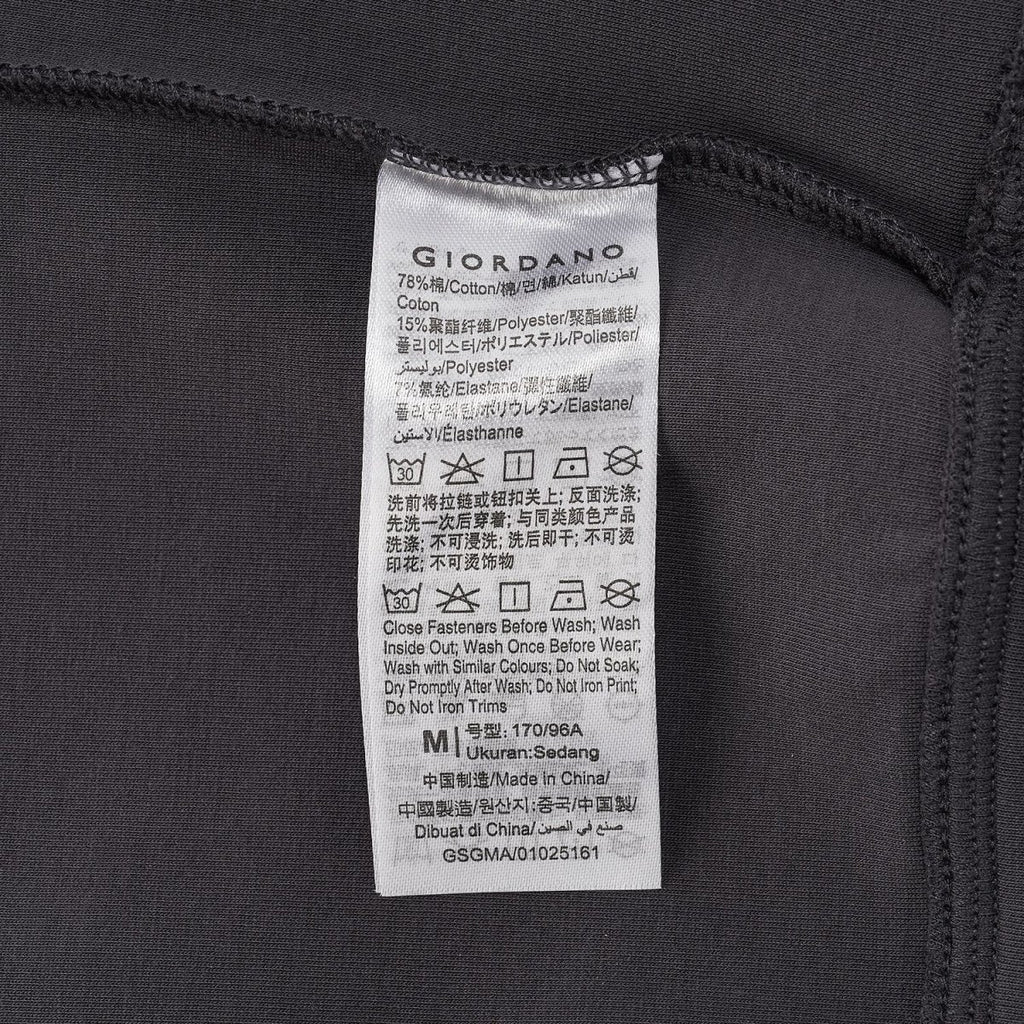 GIORDANO
78%棉/Cotton/棉/면/綿/Katun/قطن/
Coton
15%聚酯纤维/Polyester/聚酯纖維/
폴리에스터/ポリエステル/Poliester/
بوليستر/Polyester
7%氨纶/Elastane/彈性纖維/
폴리우레탄/ポリウレタン/Elastane/
الاستين/Élasthanne
30
洗前将拉链或钮扣关上; 反面洗涤;
先洗一次后穿着; 与同类颜色产品
洗涤; 不可浸洗; 洗后即干; 不可烫
印花; 不可烫饰物
30
Close Fasteners Before Wash; Wash
Inside Out; Wash Once Before Wear;
Wash with Similar Colours; Do Not Soak;
Dry Promptly After Wash; Do Not Iron Print;
Do Not Iron Trims
M 号型: 170/96A
Ukuran:Sedang
中国制造/Made in China/
中國製造/원산지:중국/中国製/
Dibuat di China/صنع في الصين
GSGMA/01025161